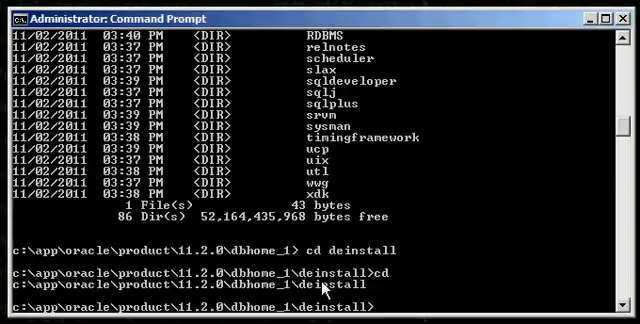 Administrator: Command Prompt
11/02/2011 03:40 PM <DIR> RDBMS
11/02/2011 03:37 PM <DIR> relnotes
11/02/2011 03:37 PM <DIR> scheduler
11/02/2011 03:38 PM <DIR> slax
11/02/2011 03:39 PM <DIR> sqldeveloper
11/02/2011 03:37 PM <DIR> sqlj
11/02/2011 03:37 PM <DIR> sqlplus
11/02/2011 03:39 PM <DIR> srvm
11/02/2011 03:39 PM <DIR> sysman
11/02/2011 03:38 PM <DIR> timingframework
11/02/2011 03:39 PM <DIR> ucp
11/02/2011 03:37 PM <DIR> uix
11/02/2011 03:38 PM <DIR> utl
11/02/2011 03:37 PM <DIR> wwg
11/02/2011 03:38 PM <DIR> xdk
1 File(s) 43 bytes
86 Dir(s) 52,164,435,968 bytes free
c:\app\oracle\product\11.2.0\dbhome_1> cd deinstall
c:\app\oracle\product\11.2.0\dbhome_1\deinstall>cd
c:\app\oracle\product\11.2.0\dbhome_1\deinstall
c:\app\oracle\product\11.2.0\dbhome_1\deinstall>